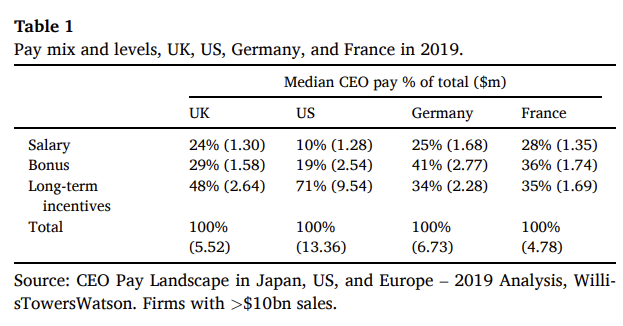 Table 1
Pay mix and levels, UK, US, Germany, and France in 2019.
Median CEO pay % of total ($m)
UK US Germany France
Salary 24% (1.30) 10% (1.28) 25% (1.68) 28% (1.35)
Bonus 29% (1.58) 19% (2.54) 41% (2.77) 36% (1.74)
Long-term 48% (2.64) 71% (9.54) 34% (2.28) 35% (1.69)
incentives
Total 100% 100% 100% 100%
(5.52) (13.36) (6.73) (4.78)
Source: CEO Pay Landscape in Japan, US, and Europe – 2019 Analysis, Willi-
sTowersWatson. Firms with >$10bn sales.